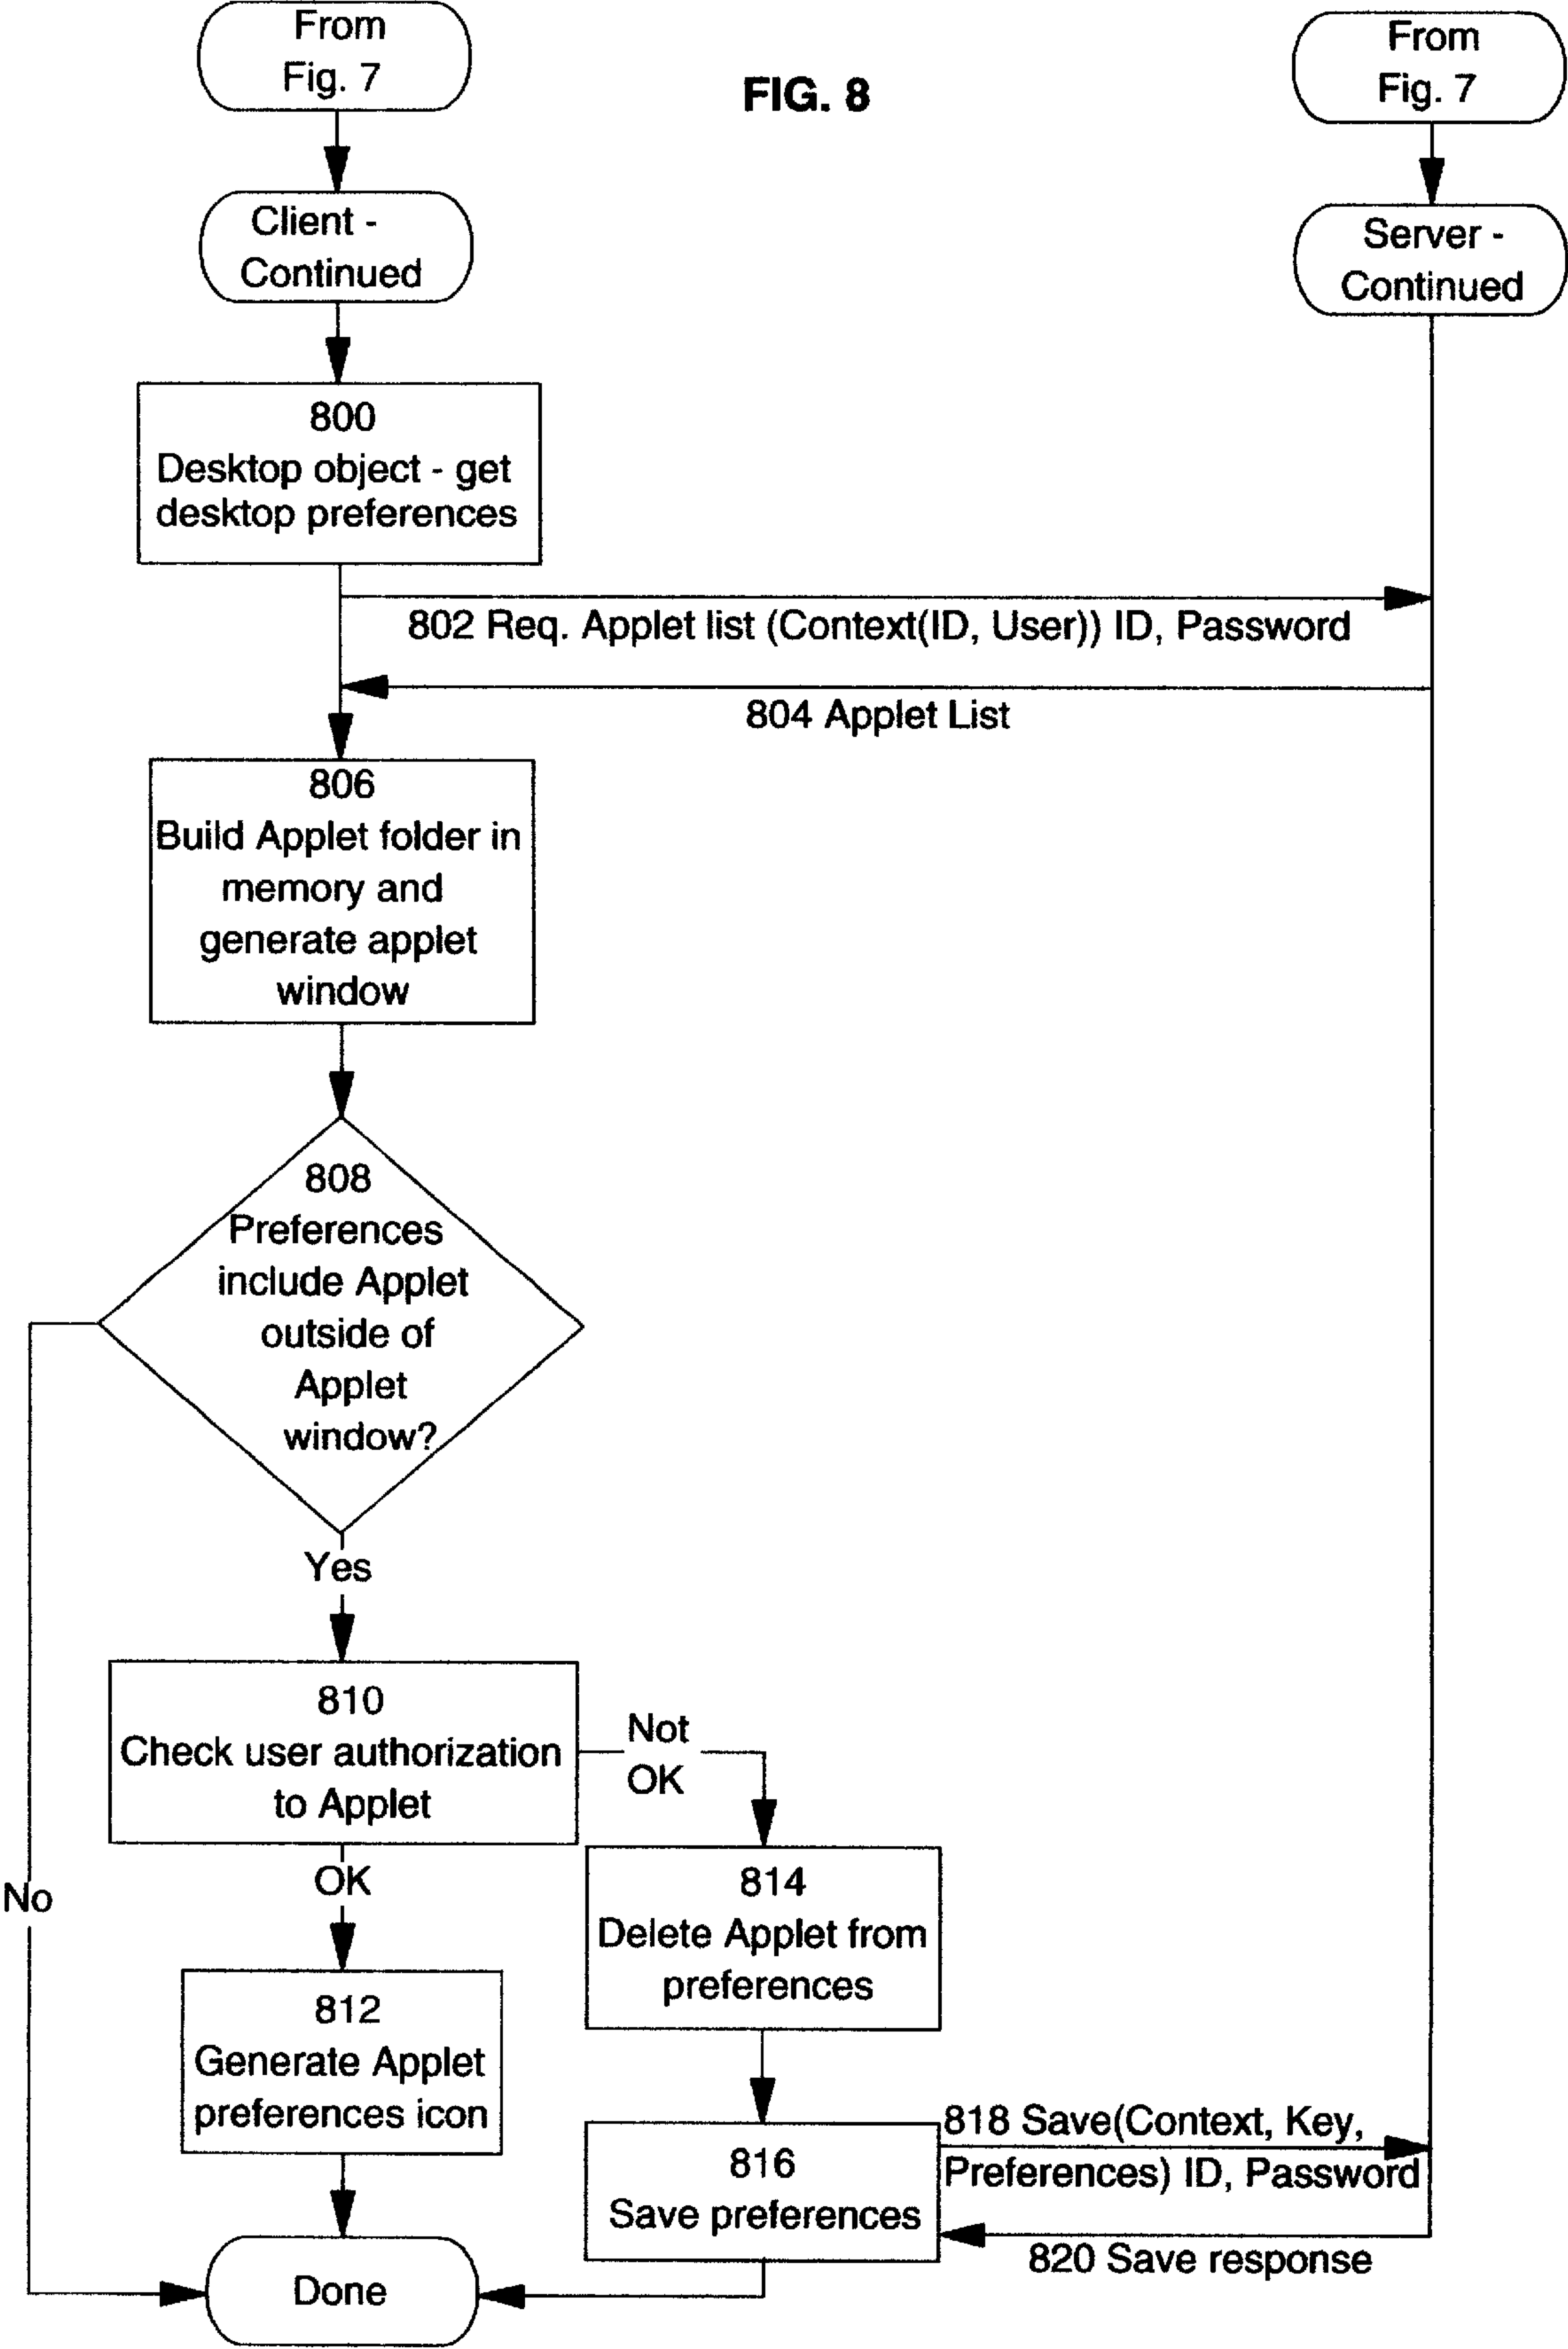 From
Fig. 7
FIG. 8
From
Fig. 7
Client -
Continued
Server -
Continued
800
Desktop object - get
desktop preferences
802 Req. Applet list (Context(ID, User)) ID, Password
804 Applet List
806
Build Applet folder in
memory and
generate applet
window
808
Preferences
include Applet
outside of
Applet
window?
Yes
810
Check user authorization
to Applet
Not
OK
OK
No
814
Delete Applet from
preferences
812
Generate Applet
preferences icon
818 Save(Context, Key,
Preferences) ID, Password
816
Save preferences
820 Save response
Done